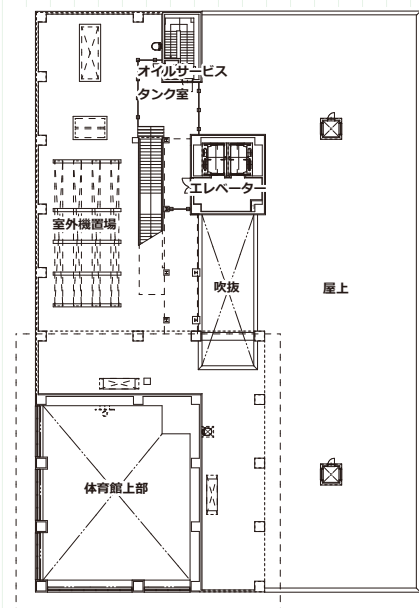 オイルサービス
タンク室
エレベーター
室外機置場
吹抜
屋上
体育館上部